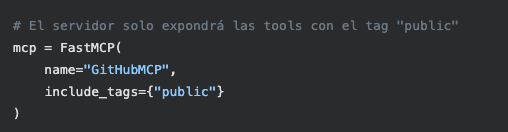 # El servidor solo expondrá las tools con el tag "public"
mcp = FastMCP(
    name="GitHubMCP",
    include_tags={"public"}
)